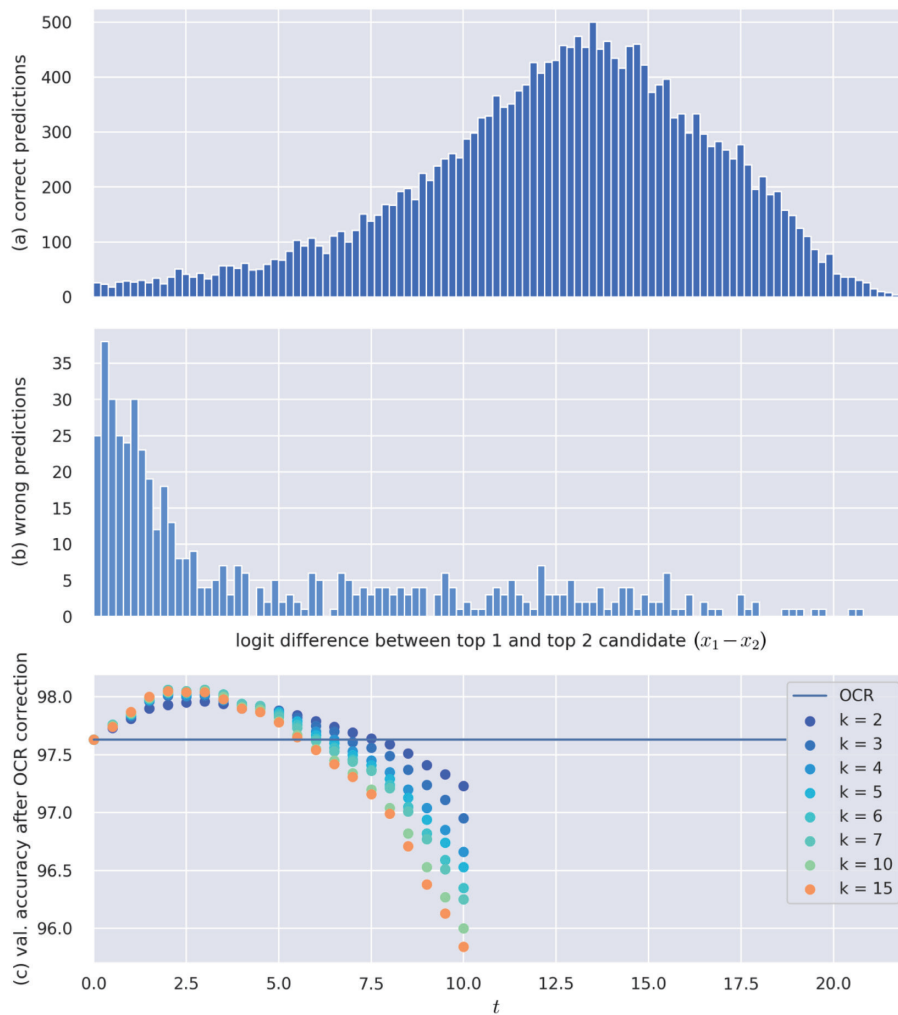 500
400
300
200
100
0
(a) correct predictions
35
30
25
20
15
10
5
0
(b) wrong predictions
logit difference between top 1 and top 2 candidate (x₁−x₂)
98.0
97.5
97.0
96.5
96.0
(c) val. accuracy after OCR correction
OCR
k = 2
k = 3
k = 4
k = 5
k = 6
k = 7
k = 10
k = 15
0.0 2.5 5.0 7.5 10.0 12.5 15.0 17.5 20.0
t